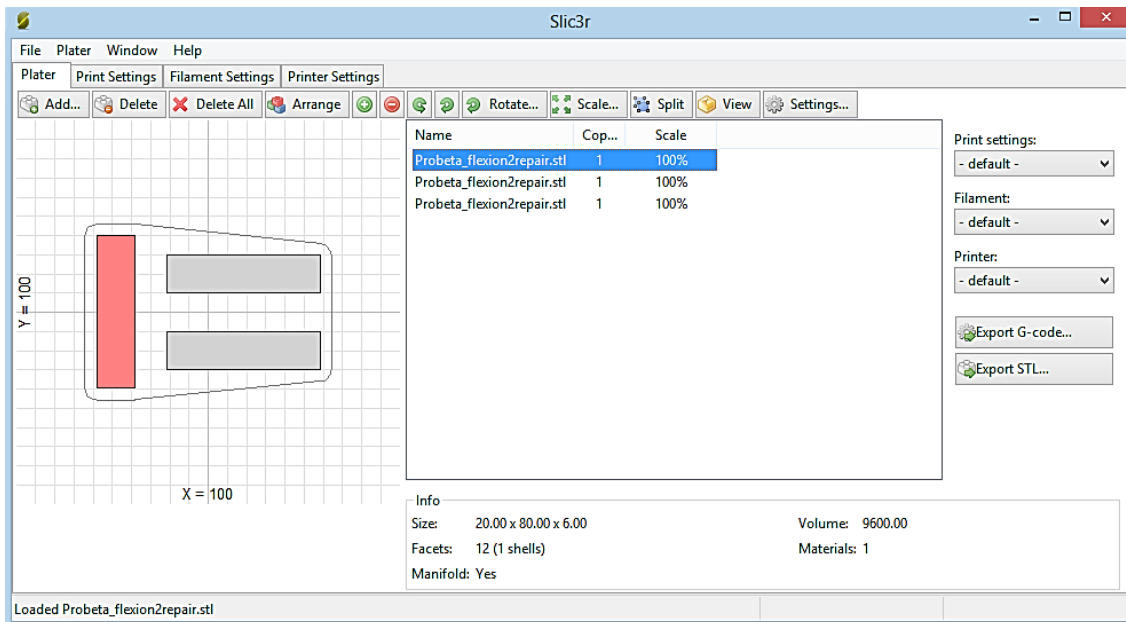 Slic3r
File Plater Window Help
Plater Print Settings Filament Settings Printer Settings
Add... Delete Delete All Arrange Rotate... Scale... Split View Settings...
Name Cop... Scale
Probeta_flexion2repair.stl 1 100%
Probeta_flexion2repair.stl 1 100%
Probeta_flexion2repair.stl 1 100%
Y = 100
X = 100
Print settings:
- default -
Filament:
- default -
Printer:
- default -
Export G-code...
Export STL...
Info
Size: 20.00 x 80.00 x 6.00 Volume: 9600.00
Facets: 12 (1 shells) Materials: 1
Manifold: Yes
Loaded Probeta_flexion2repair.stl